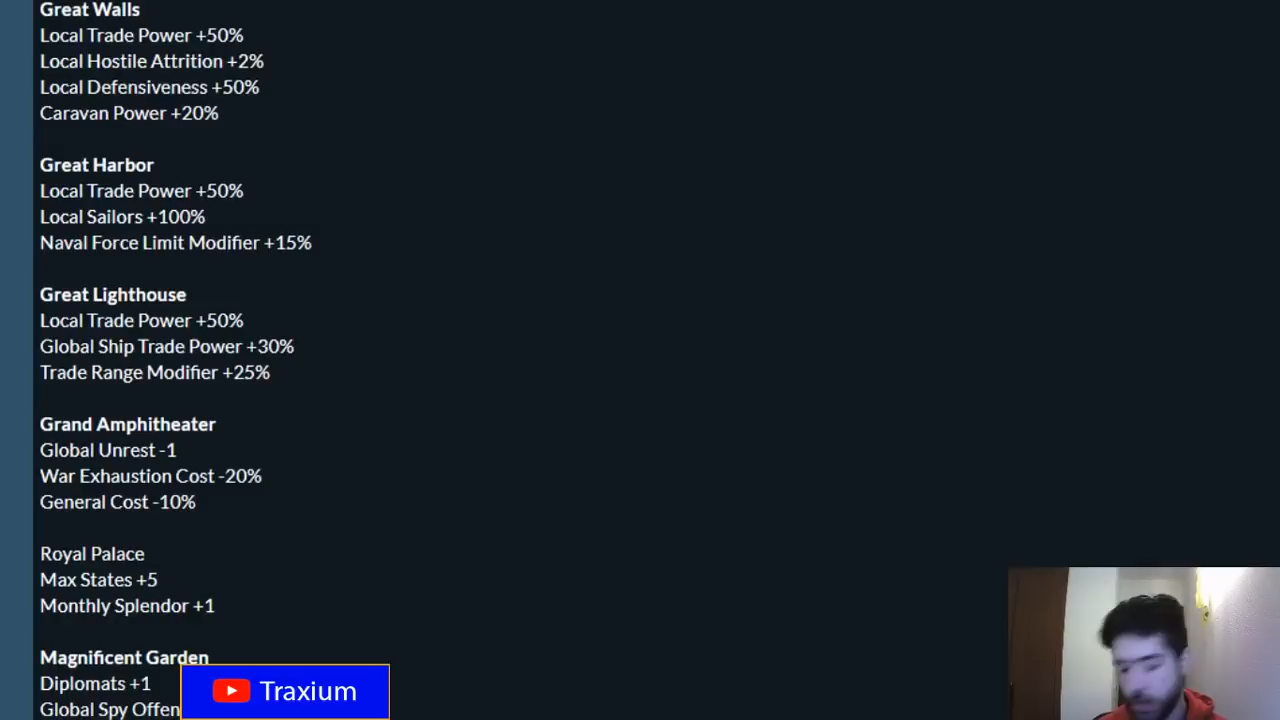 Great Walls
Local Trade Power +50%
Local Hostile Attrition +2%
Local Defensiveness +50%
Caravan Power +20%
Great Harbor
Local Trade Power +50%
Local Sailors +100%
Naval Force Limit Modifier +15%
Great Lighthouse
Local Trade Power +50%
Global Ship Trade Power +30%
Trade Range Modifier +25%
Grand Amphitheater
Global Unrest -1
War Exhaustion Cost -20%
General Cost -10%
Royal Palace
Max States +5
Monthly Splendor +1
Magnificent Garden
Diplomats +1
Global Spy Offen
Traxium